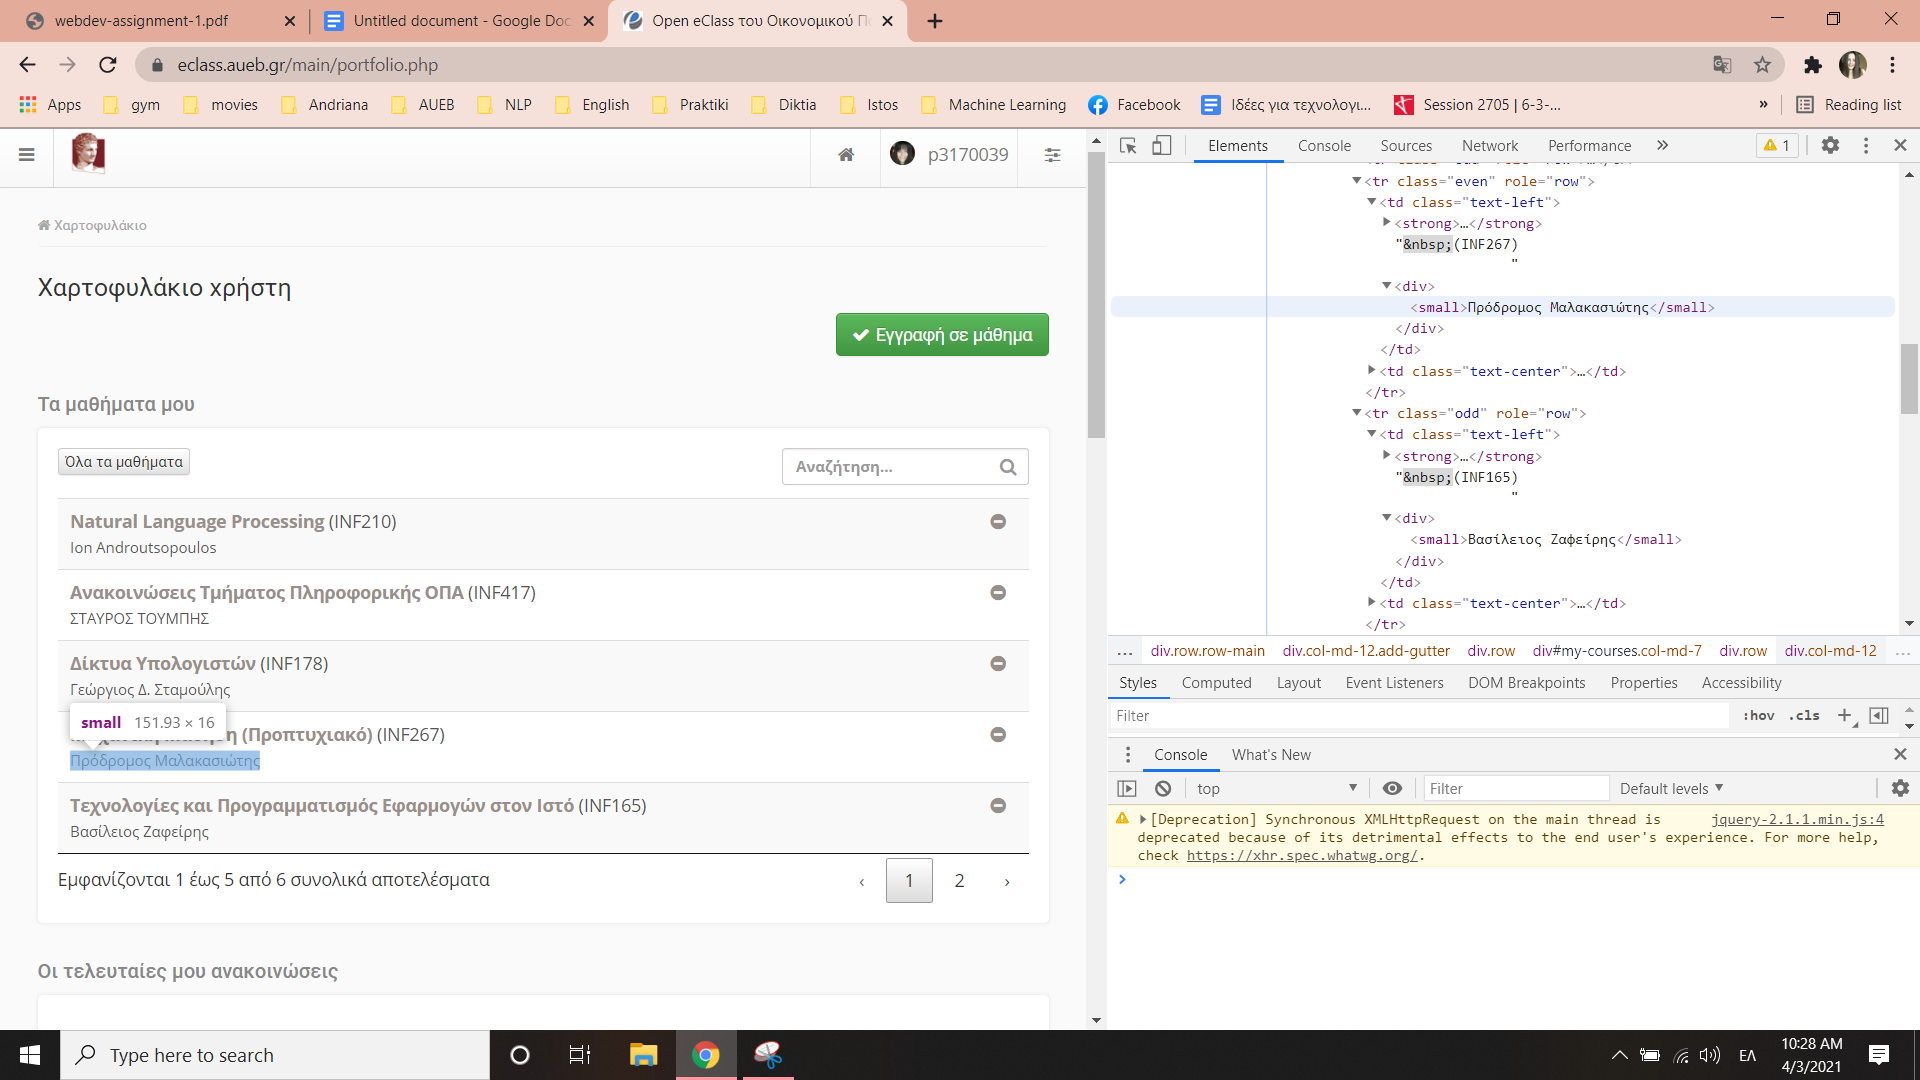 webdev-assignment-1.pdf
Untitled document - Google Doc
Open eClass του Οικονομικού Πα
eclass.aueb.gr/main/portfolio.php
Apps gym movies Andriana AUEB NLP English Praktiki Diktia Istos Machine Learning Facebook Ιδέες για τεχνολογι... Session 2705 | 6-3-... » Reading list
p3170039
Χαρτοφυλάκιο
Χαρτοφυλάκιο χρήστη
Εγγραφή σε μάθημα
Τα μαθήματα μου
Όλα τα μαθήματα
Αναζήτηση...
Natural Language Processing (INF210)
Ion Androutsopoulos
Ανακοινώσεις Τμήματος Πληροφορικής ΟΠΑ (INF417)
ΣΤΑΥΡΟΣ ΤΟΥΜΠΗΣ
Δίκτυα Υπολογιστών (INF178)
Γεώργιος Δ. Σταμούλης
small 151.93 × 16
(Προπτυχιακό) (INF267)
Πρόδρομος Μαλακασιώτης
Τεχνολογίες και Προγραμματισμός Εφαρμογών στον Ιστό (INF165)
Βασίλειος Ζαφείρης
Εμφανίζονται 1 έως 5 από 6 συνολικά αποτελέσματα
‹ 1 2 ›
Οι τελευταίες μου ανακοινώσεις
Elements Console Sources Network Performance » 1
<tr class="even" role="row">
<td class="text-left">
<strong>…</strong>
"&nbsp;(INF267)
"
<div>
<small>Πρόδρομος Μαλακασιώτης</small>
</div>
</td>
<td class="text-center">…</td>
</tr>
<tr class="odd" role="row">
<td class="text-left">
<strong>…</strong>
"&nbsp;(INF165)
"
<div>
<small>Βασίλειος Ζαφείρης</small>
</div>
</td>
<td class="text-center">…</td>
</tr>
... div.row.row-main div.col-md-12.add-gutter div.row div#my-courses.col-md-7 div.row div.col-md-12 ...
Styles Computed Layout Event Listeners DOM Breakpoints Properties Accessibility
Filter :hov .cls
Console What's New
top Filter Default levels
[Deprecation] Synchronous XMLHttpRequest on the main thread is jquery-2.1.1.min.js:4
deprecated because of its detrimental effects to the end user's experience. For more help,
check https://xhr.spec.whatwg.org/.
Type here to search
ΕΛ
10:28 AM
4/3/2021